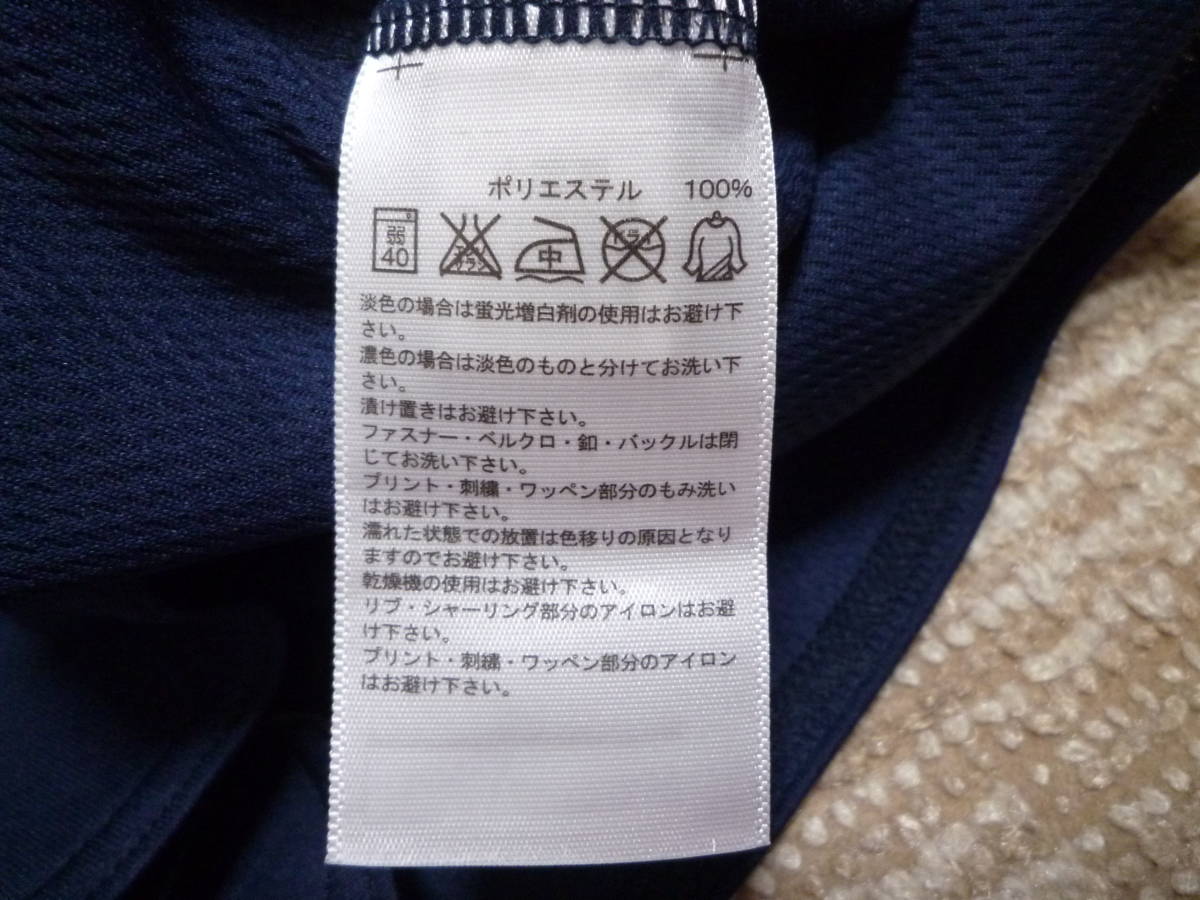 ポリエステル 100%
弱 エンソ サラシ 中 ドライ
40
淡色の場合は蛍光増白剤の使用はお避け下
さい。
濃色の場合は淡色のものと分けてお洗い下
さい。
漬け置きはお避け下さい。
ファスナー・ベルクロ・釦・バックルは閉
じてお洗い下さい。
プリント・刺繍・ワッペン部分のもみ洗い
はお避け下さい。
濡れた状態での放置は色移りの原因となり
ますのでお避け下さい。
乾燥機の使用はお避け下さい。
リブ・シャーリング部分のアイロンはお避
け下さい。
プリント・刺繍・ワッペン部分のアイロン
はお避け下さい。